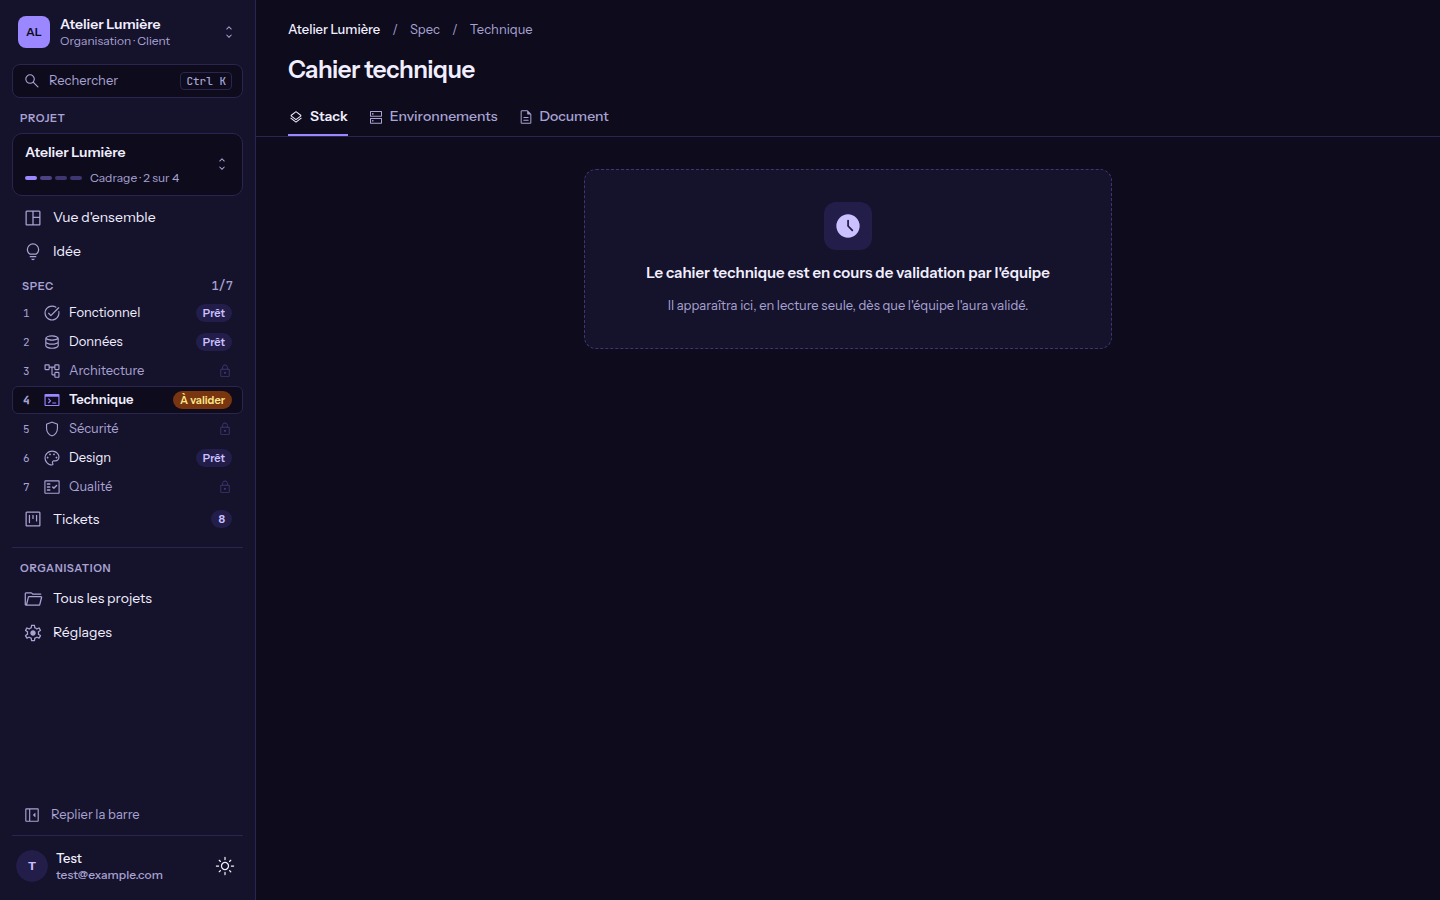 AL
Atelier Lumière
Organisation · Client
Rechercher
Ctrl K
PROJET
Atelier Lumière
Cadrage · 2 sur 4
Vue d'ensemble
Idée
SPEC 1/7
1 Fonctionnel Prêt
2 Données Prêt
3 Architecture
4 Technique À valider
5 Sécurité
6 Design Prêt
7 Qualité
Tickets 8
ORGANISATION
Tous les projets
Réglages
Replier la barre
T
Test
test@example.com
Atelier Lumière / Spec / Technique
Cahier technique
Stack Environnements Document
Le cahier technique est en cours de validation par l'équipe
Il apparaîtra ici, en lecture seule, dès que l'équipe l'aura validé.